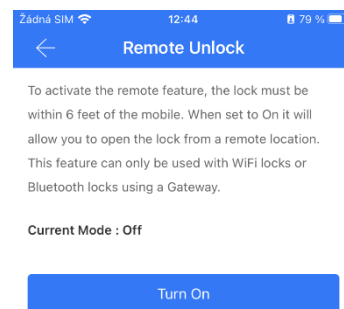 Žádná SIM 12:44 79 %
Remote Unlock
To activate the remote feature, the lock must be
within 6 feet of the mobile. When set to On it will
allow you to open the lock from a remote location.
This feature can only be used with WiFi locks or
Bluetooth locks using a Gateway.
Current Mode : Off
Turn On